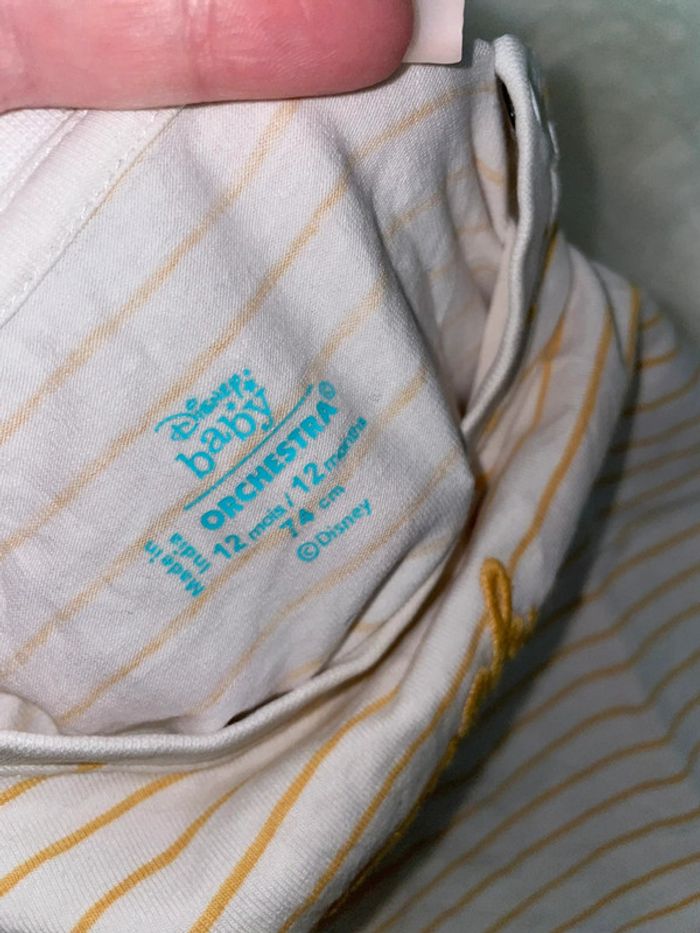 Disney
baby
ORCHESTRA®
12 mois / 12 months
74 cm
©Disney
Made in
India